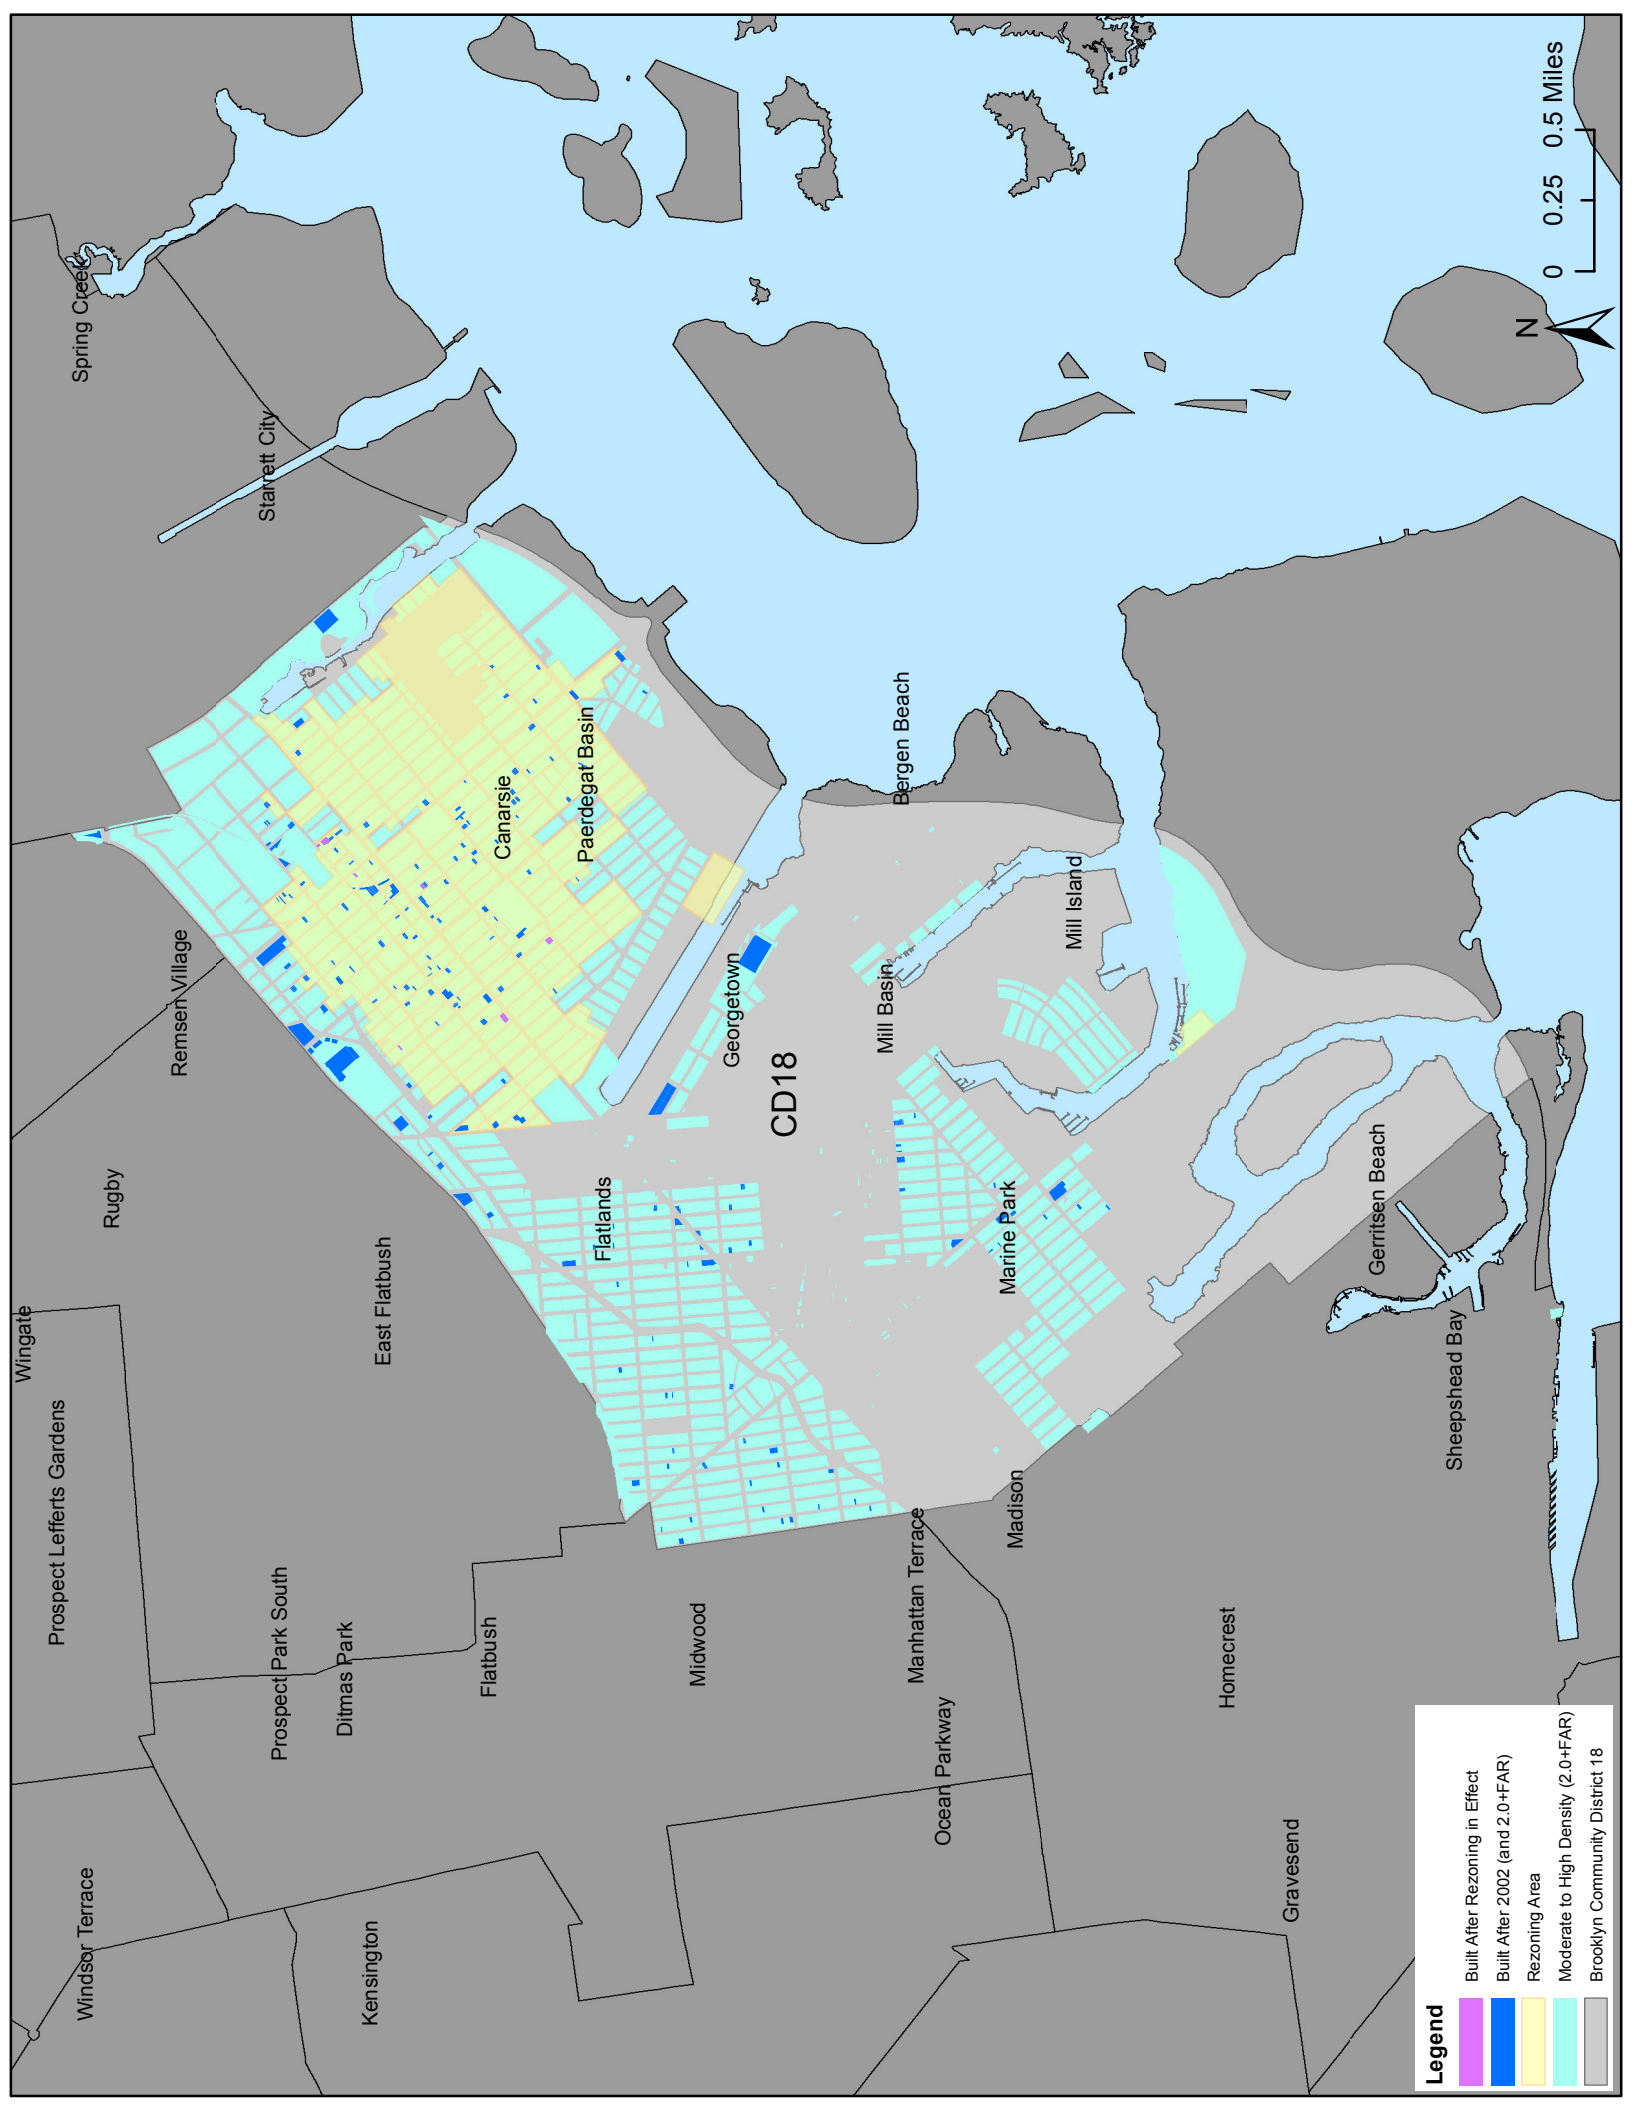 Wingate
Prospect Lefferts Gardens
Windsor Terrace
Rugby
Remsen Village
Spring Creek
Starrett City
Prospect Park South
Ditmas Park
Kensington
East Flatbush
Flatbush
Canarsie
Paerdegat Basin
Flatlands
Midwood
Georgetown
CD18
Manhattan Terrace
Mill Basin
Bergen Beach
Ocean Parkway
Madison
Marine Park
Mill Island
Homecrest
Gravesend
Gerritsen Beach
Sheepshead Bay
Legend
Built After Rezoning in Effect
Built After 2002 (and 2.0+FAR)
Rezoning Area
Moderate to High Density (2.0+FAR)
Brooklyn Community District 18
N
0 0.25 0.5 Miles